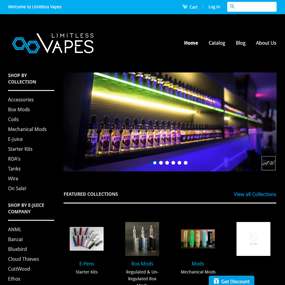 Welcome to Limitless Vapes
Cart
Log in
LIMITLESS
VAPES
Home
Catalog
Blog
About Us
SHOP BY
COLLECTION
Accessories
Box Mods
Coils
Mechanical Mods
E-Juice
Starter Kits
RDA's
Tanks
Wire
On Sale!
FEATURED COLLECTIONS
View all Collections
SHOP BY E-JUICE
COMPANY
ANML
Banzai
Bluebird
Cloud Thieves
CuttWood
Ethos
E-Pens
Starter Kits
Box Mods
Regulated & Un-
Regulated Box
Mods
Mechanical Mods
Get Discount